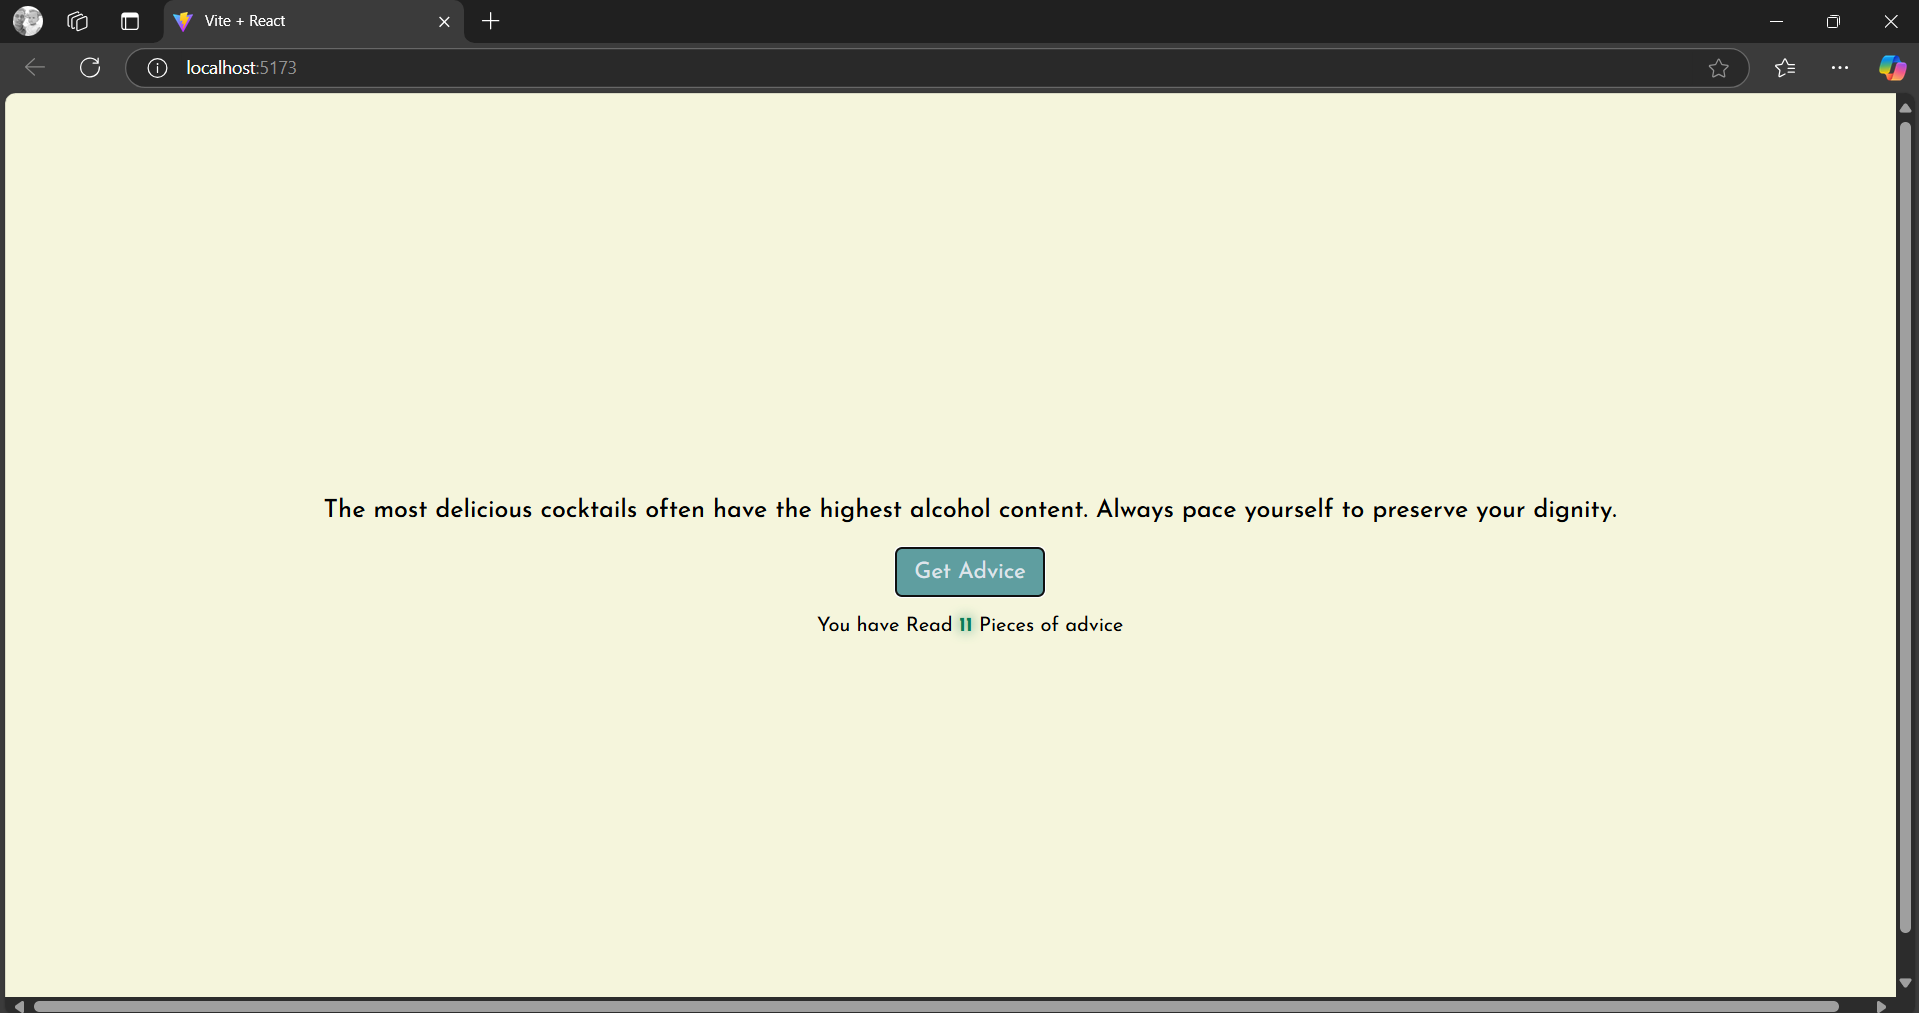 Vite + React
localhost:5173
The most delicious cocktails often have the highest alcohol content. Always pace yourself to preserve your dignity.
Get Advice
You have Read 11 Pieces of advice